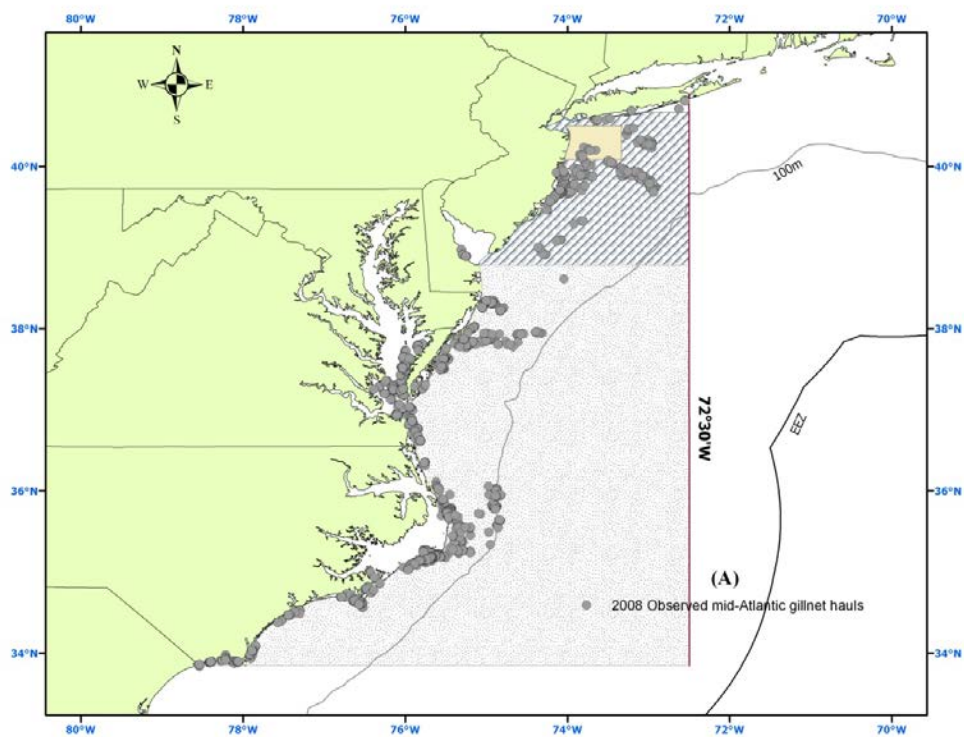 80°W 78°W 76°W 74°W 72°W 70°W
N
W E
S
40°N 40°N
100m
38°N 38°N
EEZ
72°30'W
36°N 36°N
(A)
2008 Observed mid-Atlantic gillnet hauls
34°N 34°N
80°W 78°W 76°W 74°W 72°W 70°W